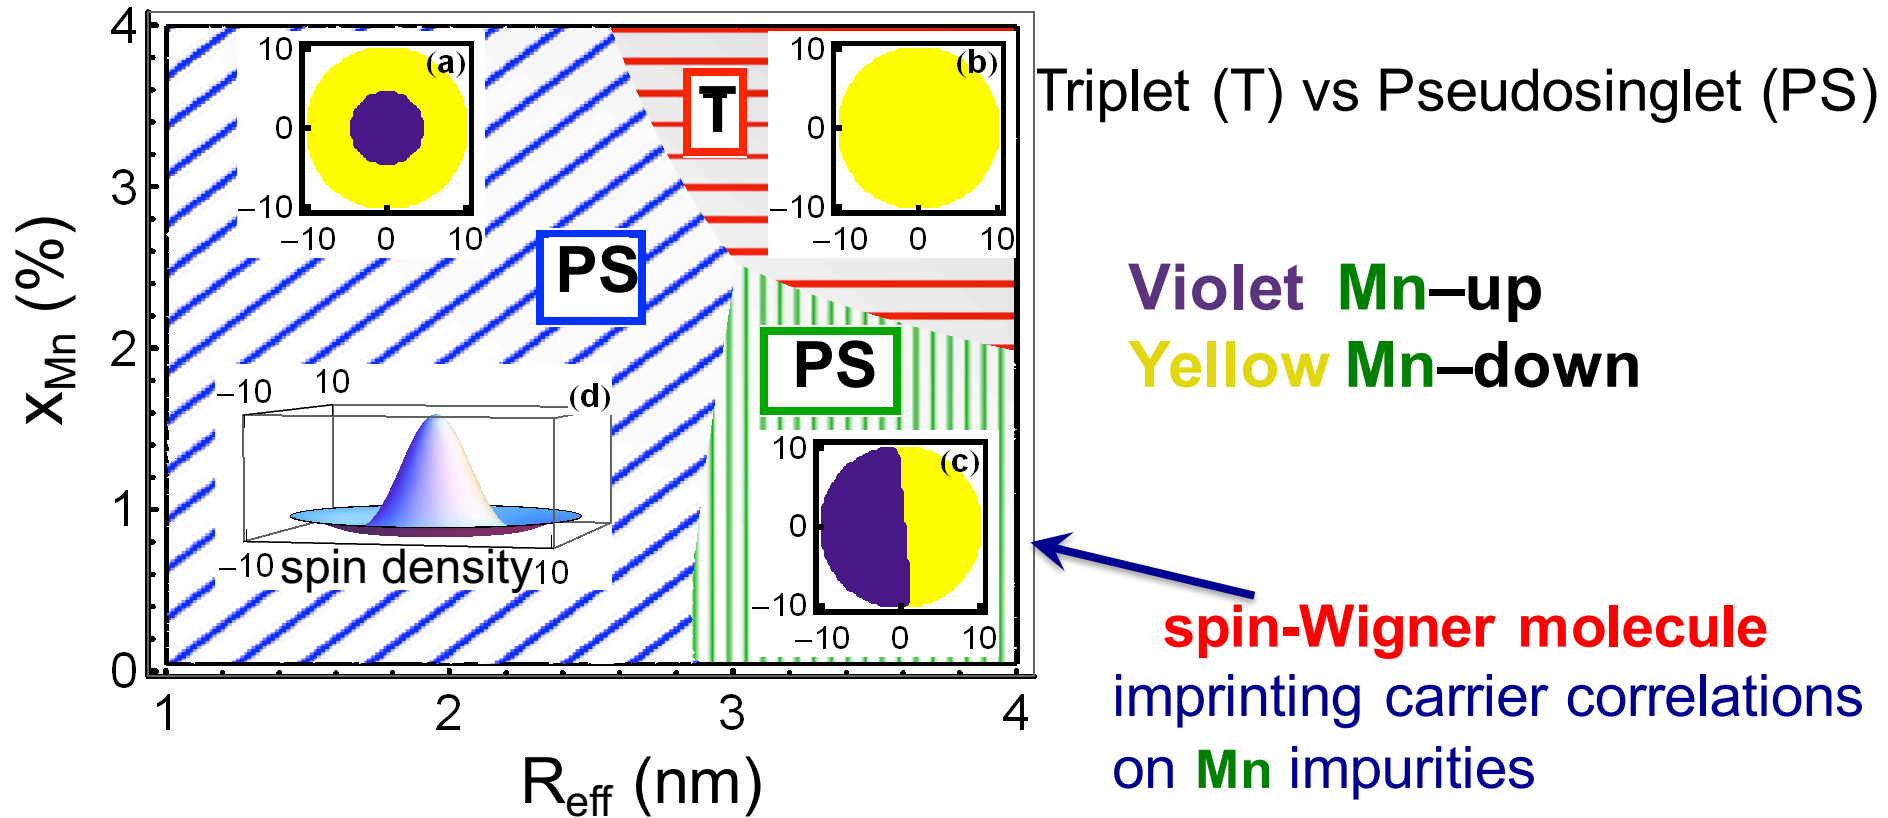 Triplet (T) vs Pseudosinglet (PS)
Violet Mn–up
Yellow Mn–down
spin-Wigner molecule
imprinting carrier correlations
on Mn impurities
xMn (%)
4
3
2
1
0
1 2 3 4
Reff (nm)
T
PS
PS
(a)
10
0
−10
−10 0 10
(b)
10
0
−10
−10 0 10
(c)
10
0
−10
−10 0 10
(d)
−10 10
−10 spin density 10